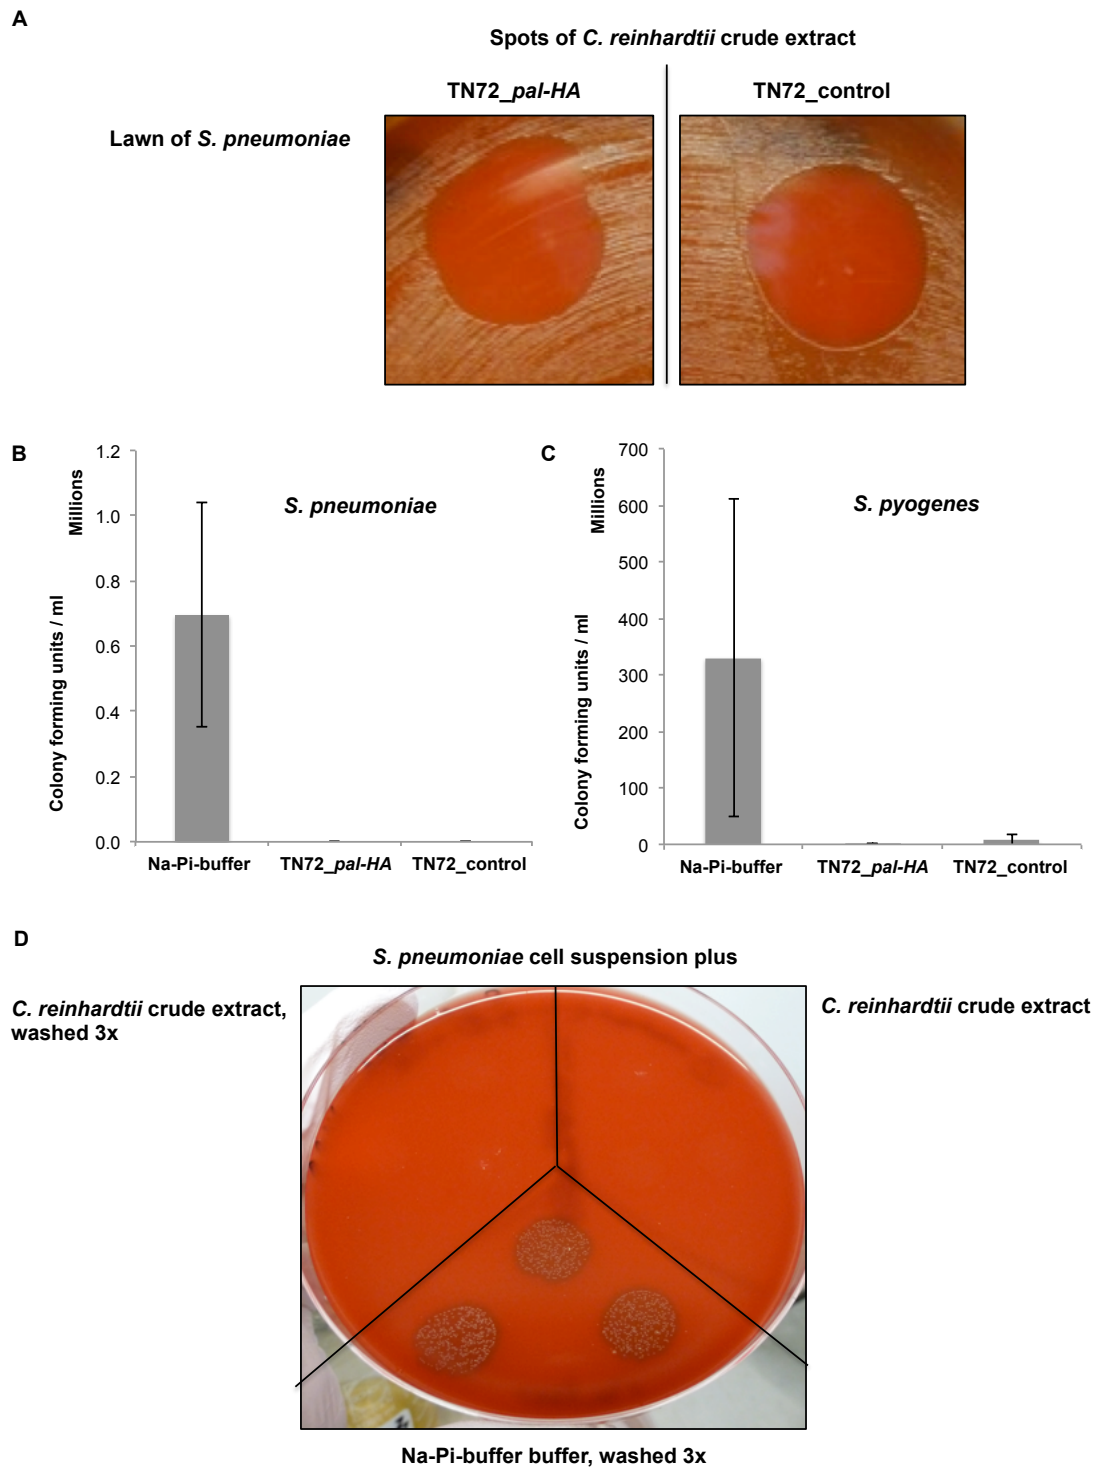 A
Spots of C. reinhardtii crude extract
TN72_pal-HA
TN72_control
Lawn of S. pneumoniae
B
Millions
Colony forming units / ml
1.2
1.0
0.8
0.6
0.4
0.2
0.0
S. pneumoniae
Na-Pi-buffer
TN72_pal-HA
TN72_control
C
Millions
Colony forming units / ml
700
600
500
400
300
200
100
0
S. pyogenes
Na-Pi-buffer
TN72_pal-HA
TN72_control
D
S. pneumoniae cell suspension plus
C. reinhardtii crude extract,
washed 3x
C. reinhardtii crude extract
Na-Pi-buffer buffer, washed 3x